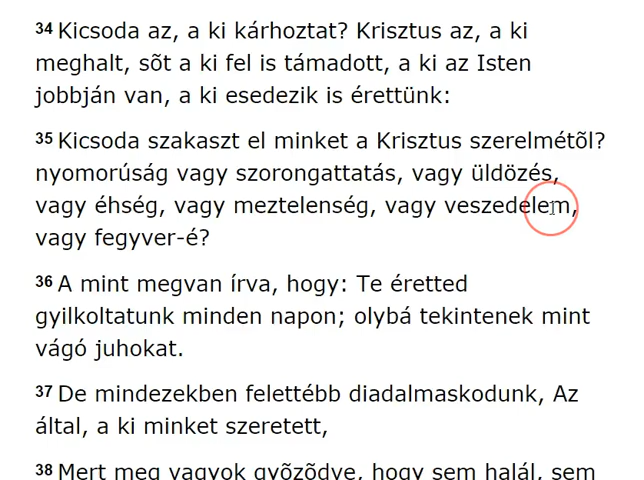 34 Kicsoda az, a ki kárhoztat? Krisztus az, a ki
meghalt, sõt a ki fel is támadott, a ki az Isten
jobbján van, a ki esedezik is érettünk:
35 Kicsoda szakaszt el minket a Krisztus szerelmétõl?
nyomorúság vagy szorongattatás, vagy üldözés,
vagy éhség, vagy meztelenség, vagy veszedelem,
vagy fegyver-é?
36 A mint megvan írva, hogy: Te éretted
gyilkoltatunk minden napon; olybá tekintenek mint
vágó juhokat.
37 De mindezekben felettébb diadalmaskodunk, Az
által, a ki minket szeretett,
38 Mert meg vagyok gyõzõdve, hogy sem halál, sem